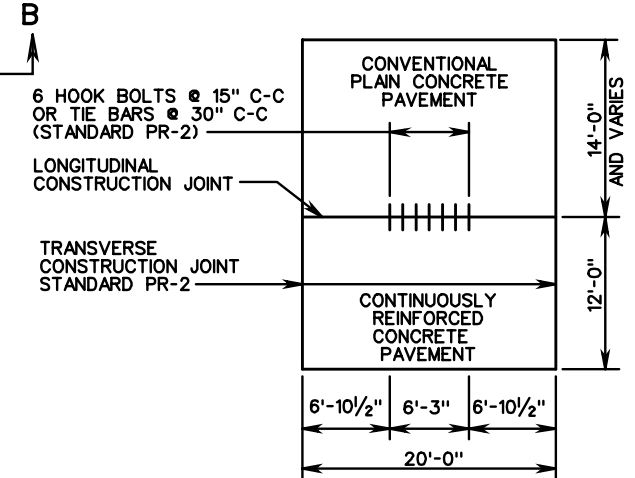 B
6 HOOK BOLTS @ 15" C-C
OR TIE BARS @ 30" C-C
(STANDARD PR-2)
LONGITUDINAL
CONSTRUCTION JOINT
TRANSVERSE
CONSTRUCTION JOINT
STANDARD PR-2
CONVENTIONAL
PLAIN CONCRETE
PAVEMENT
14'-0"
AND VARIES
CONTINUOUSLY
REINFORCED
CONCRETE
PAVEMENT
12'-0"
6'-10½" 6'-3" 6'-10½"
20'-0"